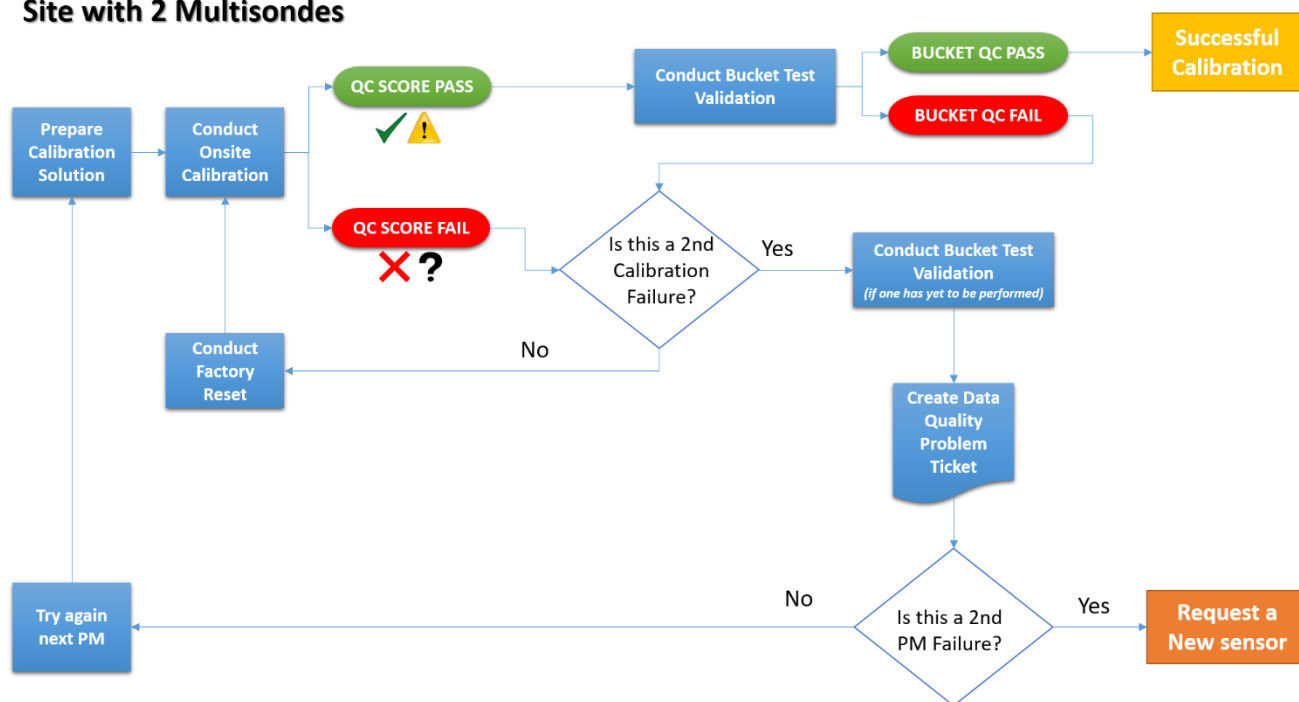 Site with 2 Multisondes
Prepare
Calibration
Solution
Conduct
Onsite
Calibration
QC SCORE PASS
Conduct Bucket Test
Validation
BUCKET QC PASS
Successful
Calibration
BUCKET QC FAIL
QC SCORE FAIL
?
Is this a 2nd
Calibration
Failure?
Yes
Conduct Bucket Test
Validation
(if one has yet to be performed)
No
Conduct
Factory
Reset
Create Data
Quality
Problem
Ticket
Is this a 2nd
PM Failure?
Yes
Request a
New sensor
No
Try again
next PM